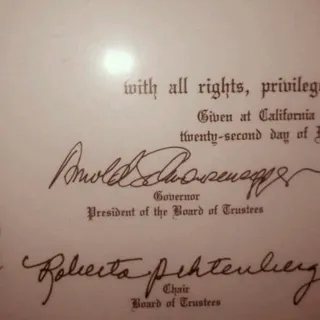 with all rights, privileg
Given at California
twenty-second day of
Arnold Schwarzenegger
Governor
President of the Board of Trustees
Roberta Achtenberg
Chair
Board of Trustees